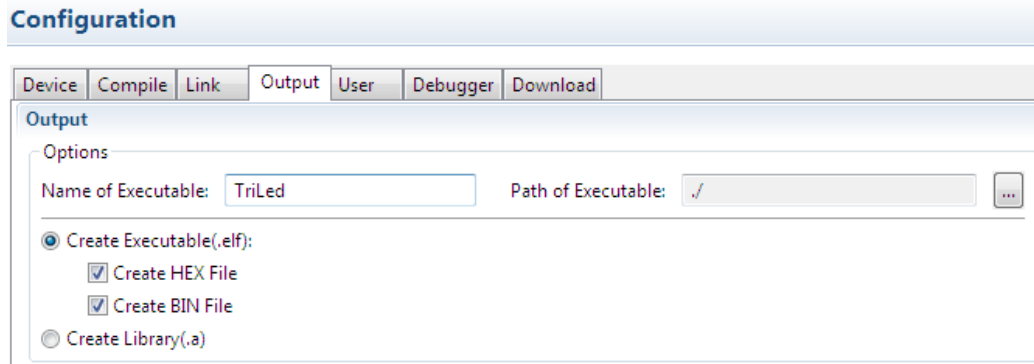 Configuration
Device Compile Link Output User Debugger Download
Output
Options
Name of Executable: TriLed Path of Executable: ./ ...
Create Executable(.elf):
Create HEX File
Create BIN File
Create Library(.a)